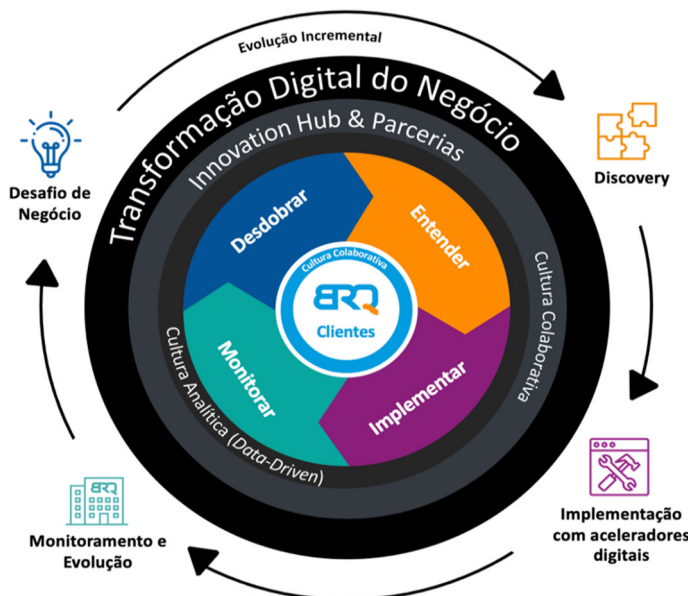 Evolução Incremental
Transformação Digital do Negócio
Innovation Hub & Parcerias
Desafio de
Negócio
Discovery
Desdobrar
Entender
Cultura Colaborativa
BRQ
Clientes
Cultura Colaborativa
Monitorar
Implementar
Cultura Analítica (Data-Driven)
BRQ
Monitoramento e
Evolução
Implementação
com aceleradores
digitais